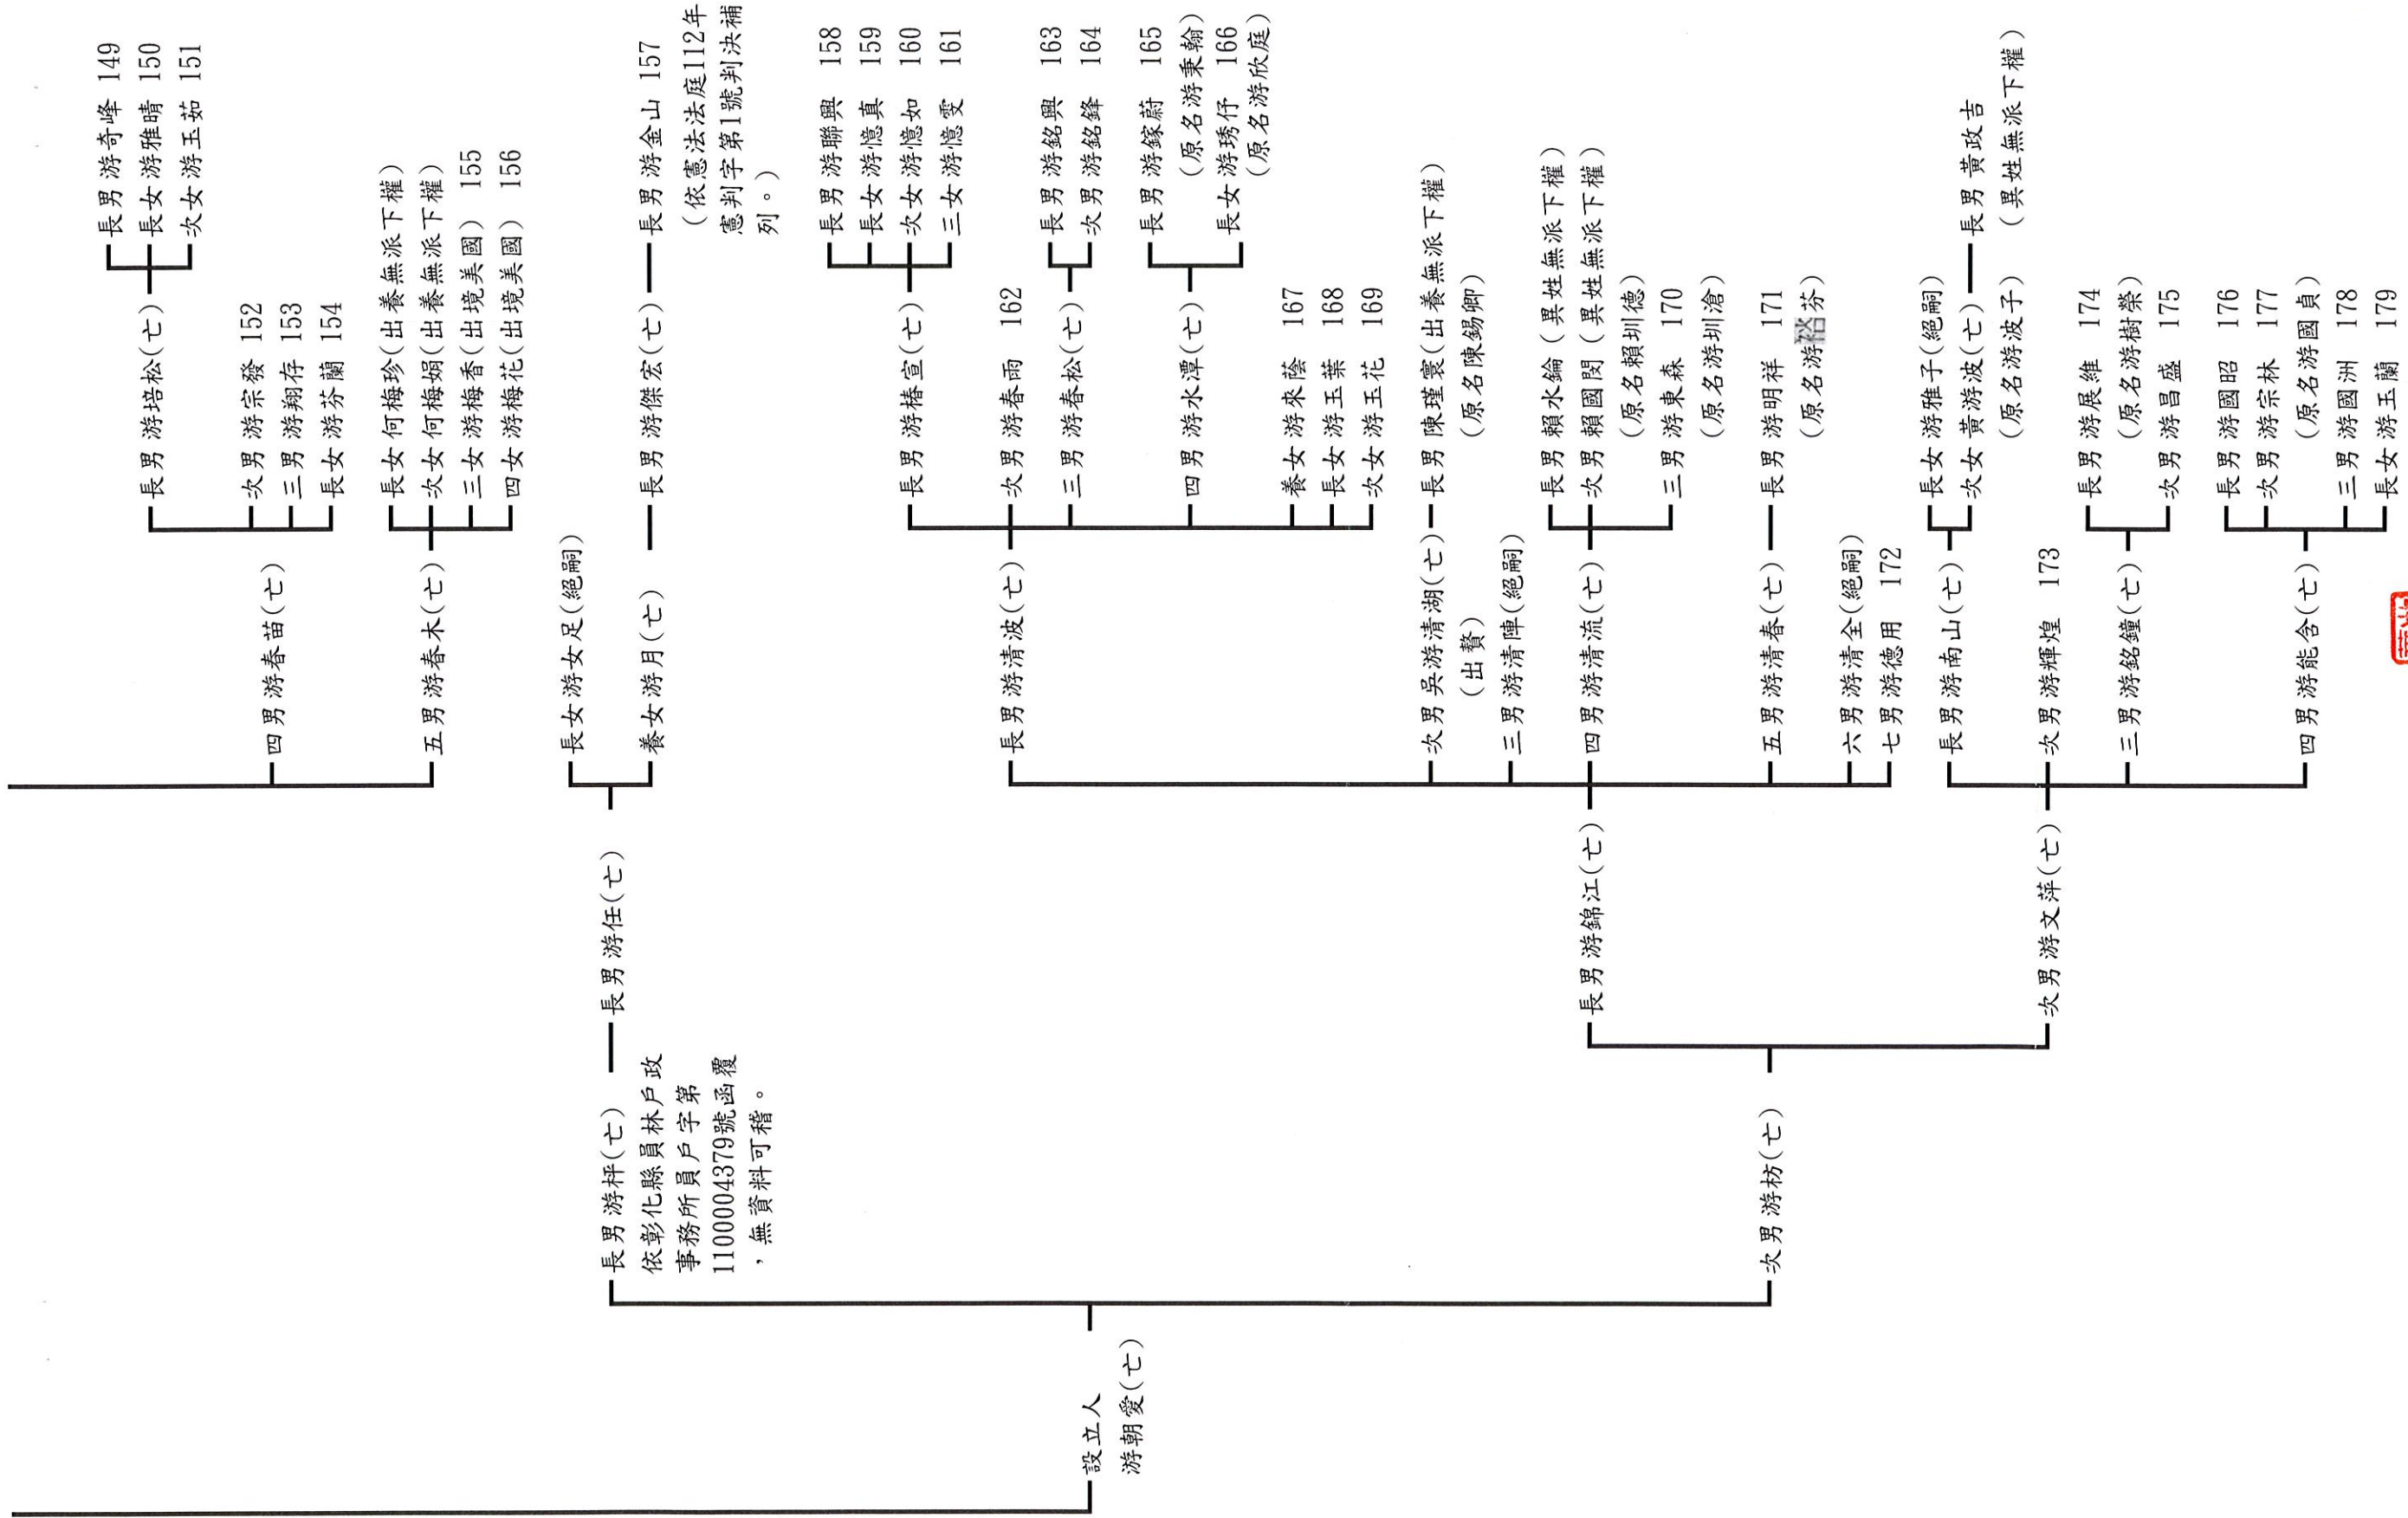 長男 游培松(亡)
長男 游奇峰 149
長女 游雅晴 150
次女 游玉茹 151
四男 游春苗(亡)
次男 游宗發 152
三男 游翔存 153
長女 游芬蘭 154
五男 游春木(亡)
長女 何梅珍(出養無派下權)
次女 何梅娟(出養無派下權)
三女 游梅香(出境美國) 155
四女 游梅花(出境美國) 156
設立人
游朝愛(亡)
長男 游枰(亡)
依彰化縣員林戶政
事務所員戶字第
1100004379號函覆
，無資料可稽。
長男 游任(亡)
長女 游女足(絕嗣)
養女 游月(亡)
長男 游傑宏(亡)
長男 游金山 157
(依憲法法庭112年
憲判字第1號判決補
列。)
次男 游枋(亡)
長男 游錦江(亡)
長男 游清波(亡)
長男 游椿宣(亡)
長男 游聯興 158
長女 游憶真 159
次女 游憶如 160
三女 游憶雯 161
次男 游春雨 162
三男 游春松(亡)
長男 游銘興 163
次男 游銘鋒 164
四男 游水潭(亡)
長男 游鎵蔚 165
(原名游秉翰)
長女 游琇伃 166
(原名游欣庭)
養女 游來蔭 167
長女 游玉葉 168
次女 游玉花 169
次男 吳游清湖(亡)
(出贅)
長男 陳瑾寰(出養無派下權)
(原名陳錫卿)
三男 游清陣(絕嗣)
四男 游清流(亡)
長男 賴水錀(異姓無派下權)
次男 賴國閔(異姓無派下權)
(原名賴圳德)
三男 游東森 170
(原名游圳滄)
五男 游清春(亡)
長男 游明祥 171
(原名游芬)
六男 游清全(絕嗣)
七男 游德用 172
次男 游文萍(亡)
長男 游南山(亡)
長女 游雅子(絕嗣)
次女 黃游波(亡)
(原名游波子)
長男 黃政吉
(異姓無派下權)
次男 游輝煌 173
三男 游銘鐘(亡)
長男 游展維 174
(原名游樹榮)
次男 游昌盛 175
四男 游能含(亡)
長男 游國昭 176
次男 游宗林 177
(原名游國貞)
三男 游國洲 178
長女 游玉蘭 179